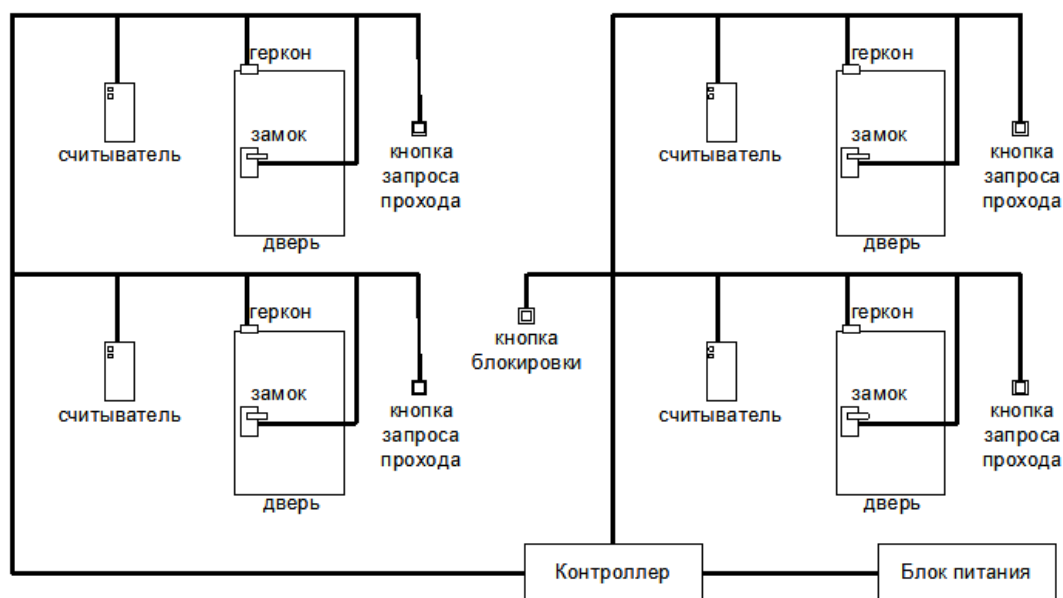 геркон
замок
считыватель
кнопка
запроса
прохода
дверь
геркон
замок
считыватель
кнопка
запроса
прохода
дверь
геркон
замок
считыватель
кнопка
запроса
прохода
дверь
кнопка
блокировки
геркон
замок
считыватель
кнопка
запроса
прохода
дверь
Контроллер
Блок питания